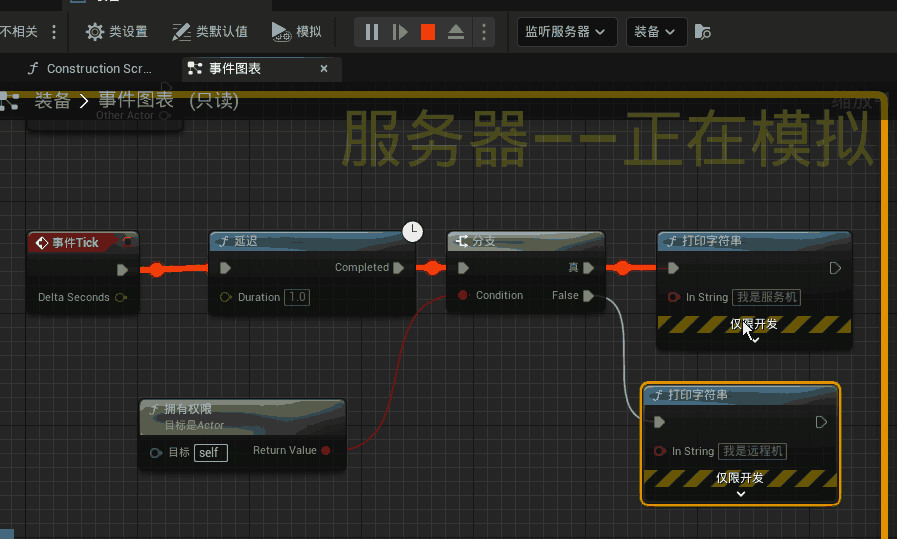 不相关
类设置
类默认值
模拟
监听服务器
装备
Construction Scr...
事件图表
装备 > 事件图表 (只读)
Other Actor
服务器--正在模拟
事件Tick
延迟
分支
打印字符串
Completed
真
Delta Seconds
Duration 1.0
Condition
False
In String 我是服务机
仅限开发
打印字符串
拥有权限
目标是Actor
目标 self
Return Value
In String 我是远程机
仅限开发